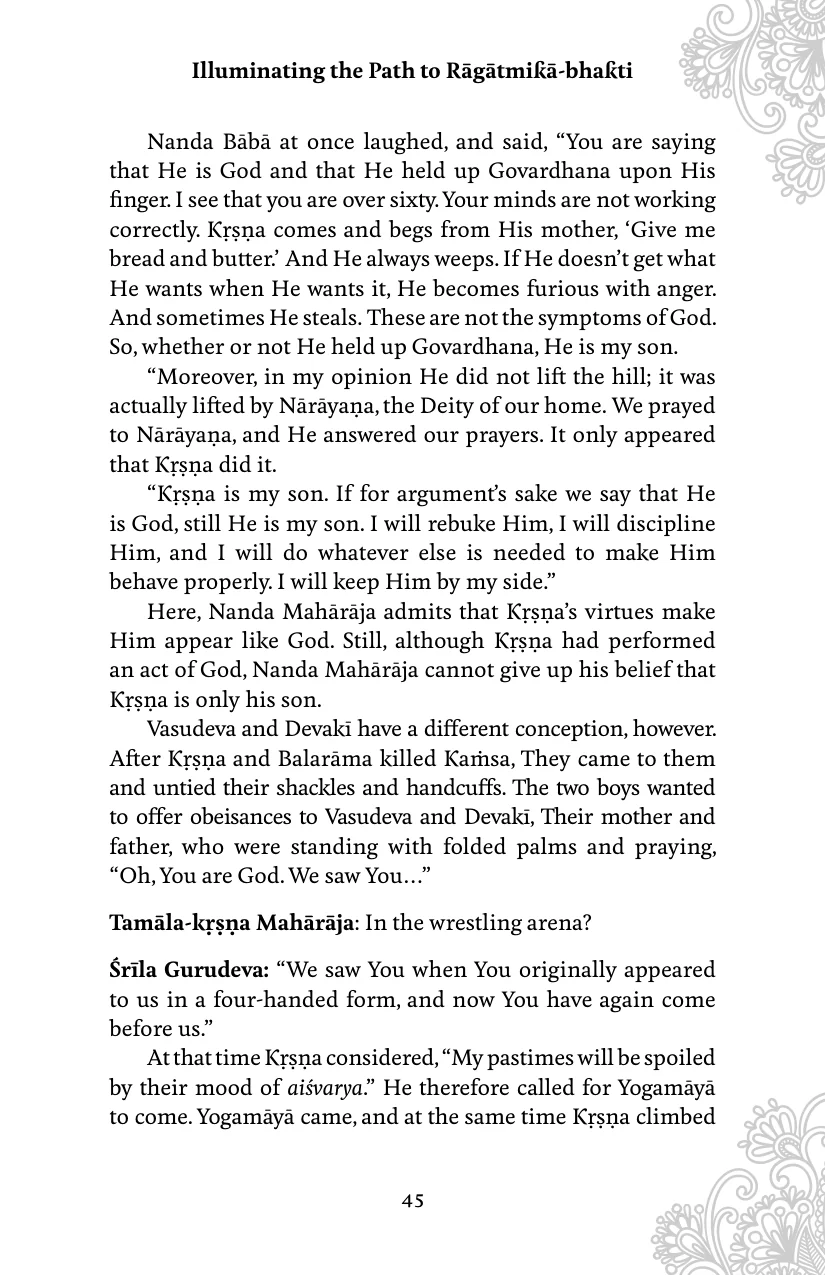 Illuminating the Path to Rāgātmikā-bhakti
Nanda Bābā at once laughed, and said, “You are saying
that He is God and that He held up Govardhana upon His
finger. I see that you are over sixty. Your minds are not working
correctly. Kṛṣṇa comes and begs from His mother, ‘Give me
bread and butter.’ And He always weeps. If He doesn’t get what
He wants when He wants it, He becomes furious with anger.
And sometimes He steals. These are not the symptoms of God.
So, whether or not He held up Govardhana, He is my son.
“Moreover, in my opinion He did not lift the hill; it was
actually lifted by Nārāyaṇa, the Deity of our home. We prayed
to Nārāyaṇa, and He answered our prayers. It only appeared
that Kṛṣṇa did it.
“Kṛṣṇa is my son. If for argument’s sake we say that He
is God, still He is my son. I will rebuke Him, I will discipline
Him, and I will do whatever else is needed to make Him
behave properly. I will keep Him by my side.”
Here, Nanda Mahārāja admits that Kṛṣṇa’s virtues make
Him appear like God. Still, although Kṛṣṇa had performed
an act of God, Nanda Mahārāja cannot give up his belief that
Kṛṣṇa is only his son.
Vasudeva and Devakī have a different conception, however.
After Kṛṣṇa and Balarāma killed Kaṁsa, They came to them
and untied their shackles and handcuffs. The two boys wanted
to offer obeisances to Vasudeva and Devakī, Their mother and
father, who were standing with folded palms and praying,
“Oh, You are God. We saw You…”
Tamāla-kṛṣṇa Mahārāja: In the wrestling arena?
Śrīla Gurudeva: “We saw You when You originally appeared
to us in a four-handed form, and now You have again come
before us.”
At that time Kṛṣṇa considered, “My pastimes will be spoiled
by their mood of aiśvarya.” He therefore called for Yogamāyā
to come. Yogamāyā came, and at the same time Kṛṣṇa climbed
45